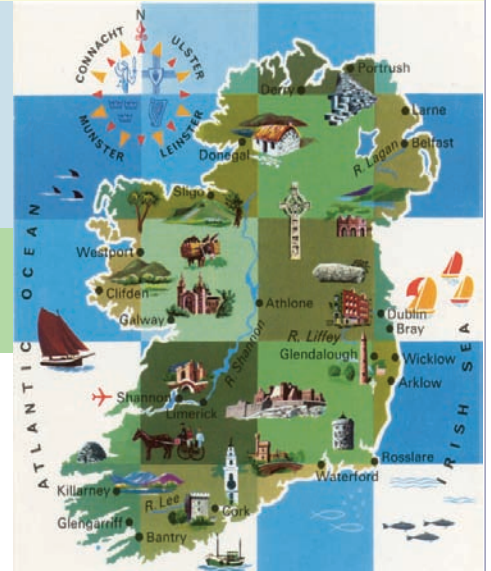 N
CONNACHT
ULSTER
MUNSTER
LEINSTER
Portrush
Derry
Larne
Donegal
R. Lagan
Belfast
Sligo
Westport
Clifden
Galway
Athlone
R. Shannon
R. Liffey
Dublin
Bray
Glendalough
Wicklow
Arklow
Shannon
Limerick
Rosslare
Waterford
Killarney
R. Lee
Cork
Glengarriff
Bantry
ATLANTIC OCEAN
IRISH SEA